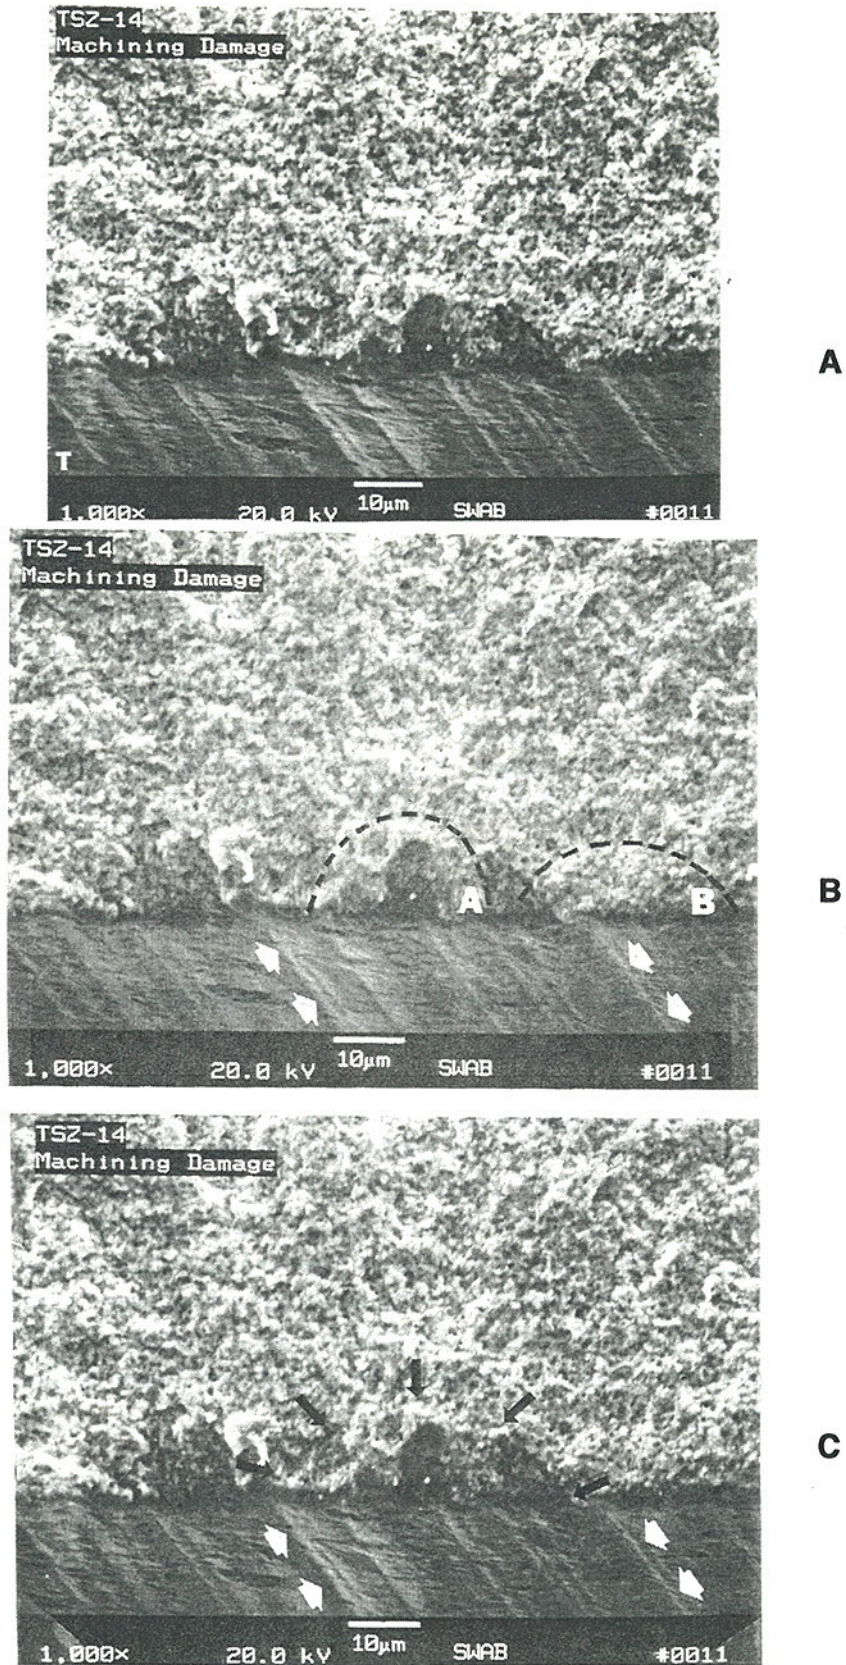 TSZ-14
Machining Damage
A
T
1,000×
20.0 kV
10μm
SWAB
#0011
TSZ-14
Machining Damage
A
B
B
1,000×
20.0 kV
10μm
SWAB
#0011
TSZ-14
Machining Damage
C
1,000×
20.0 kV
10μm
SWAB
#0011